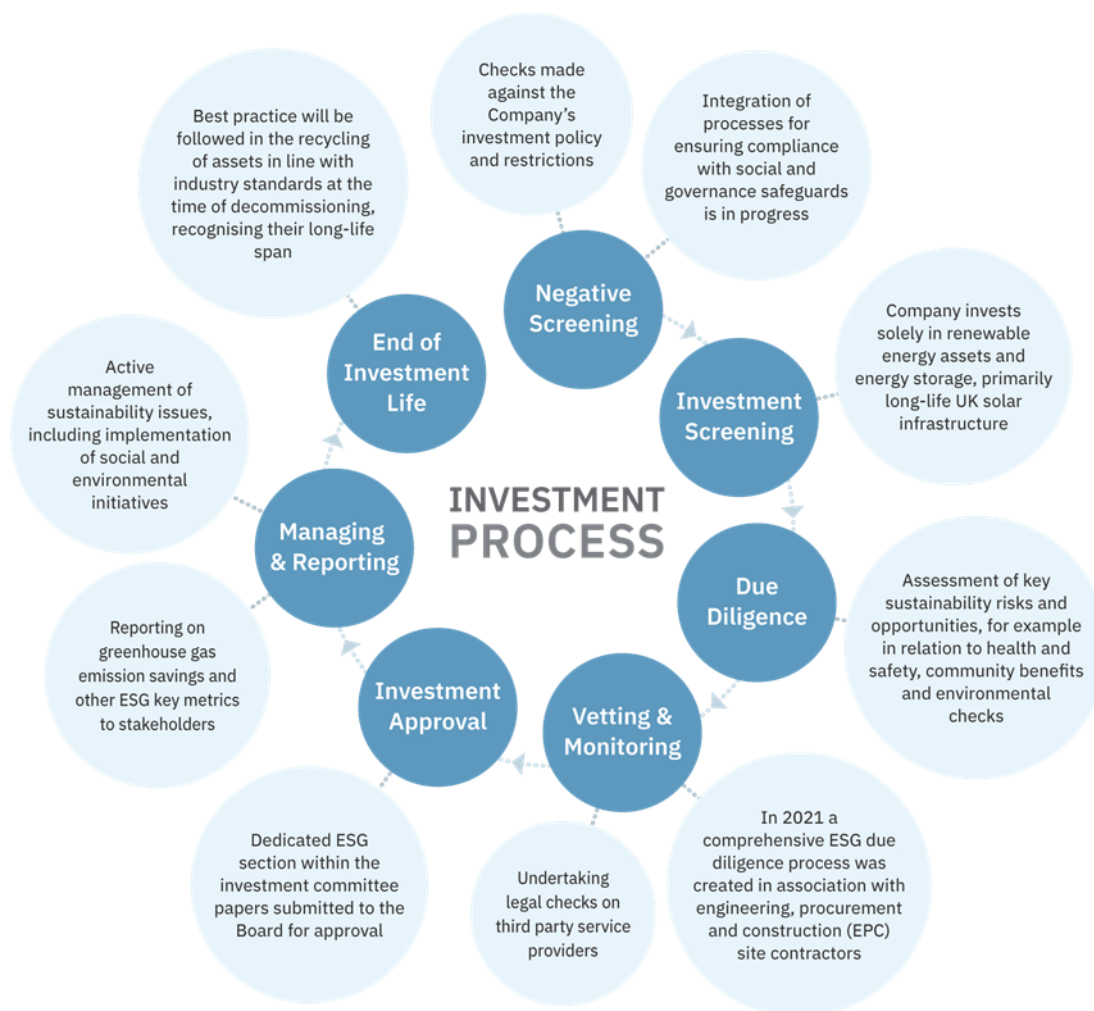 Checks made
against the
Company's
investment policy
and restrictions
Integration of
processes for
ensuring compliance
with social and
governance safeguards
is in progress
Negative
Screening
Company invests
solely in renewable
energy assets and
energy storage, primarily
long-life UK solar
infrastructure
Investment
Screening
Assessment of key
sustainability risks and
opportunities, for example
in relation to health and
safety, community benefits
and environmental
checks
Due
Diligence
In 2021 a
comprehensive ESG due
diligence process was
created in association with
engineering, procurement
and construction (EPC)
site contractors
Undertaking
legal checks on
third party service
providers
Vetting &
Monitoring
Dedicated ESG
section within the
investment committee
papers submitted to the
Board for approval
Investment
Approval
Reporting on
greenhouse gas
emission savings and
other ESG key metrics
to stakeholders
Active
management of
sustainability issues,
including implementation
of social and
environmental
initiatives
Managing
& Reporting
Best practice will be
followed in the recycling
of assets in line with
industry standards at the
time of decommissioning,
recognising their long-life
span
End of
Investment
Life
INVESTMENT
PROCESS